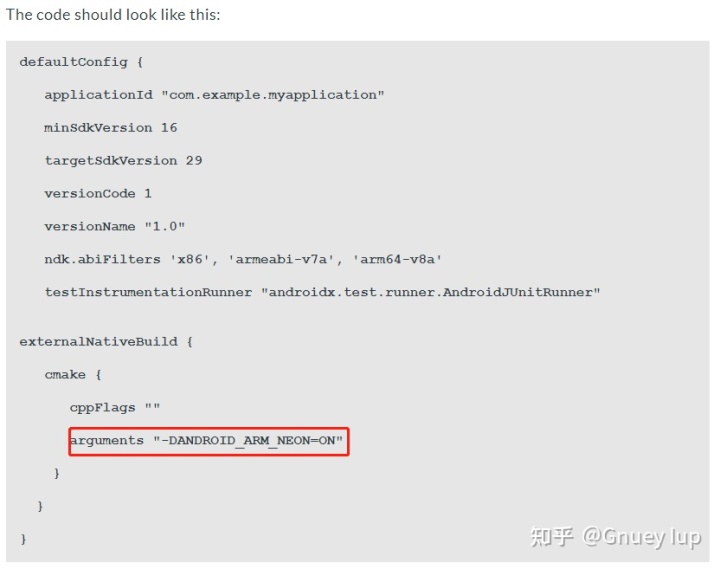 The code should look like this:
defaultConfig {
applicationId "com.example.myapplication"
minSdkVersion 16
targetSdkVersion 29
versionCode 1
versionName "1.0"
ndk.abiFilters 'x86', 'armeabi-v7a', 'arm64-v8a'
testInstrumentationRunner "androidx.test.runner.AndroidJUnitRunner"
externalNativeBuild {
cmake {
cppFlags ""
arguments "-DANDROID_ARM_NEON=ON"
}
}
}
知乎 @Gnuey Iup